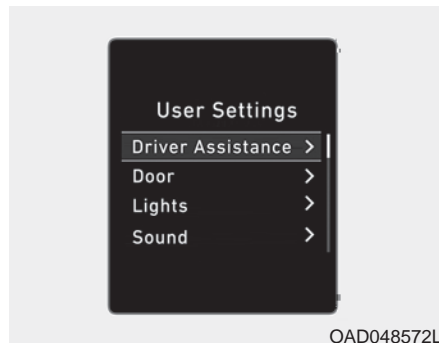 User Settings
Driver Assistance >
Door >
Lights >
Sound >
OAD048572L